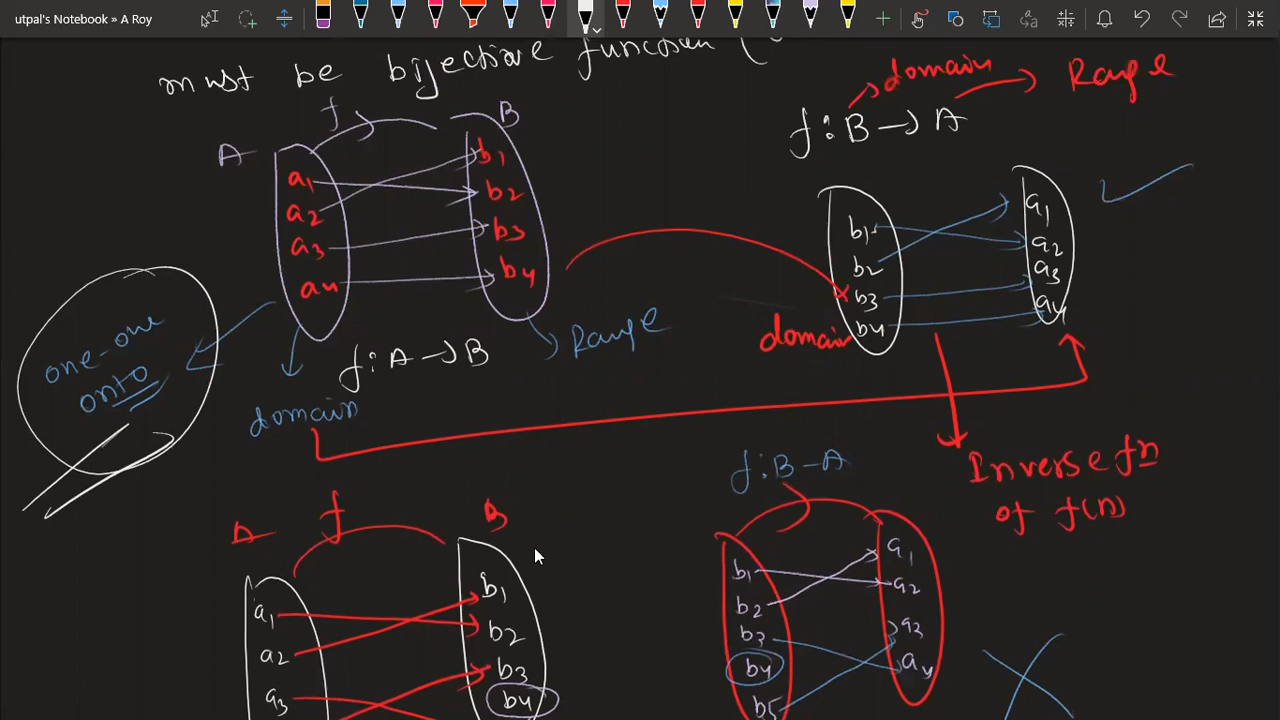 utpal's Notebook » A Roy
must be bijective function (
f
A
B
a1
a2
a3
a4
b1
b2
b3
b4
f : A → B
domain
Range
one-one
onto
domain
Range
f : B → A
b1
b2
b3
b4
a1
a2
a3
a4
domain
Inverse fn
of f(n)
A
f
B
a1
a2
a3
b1
b2
b3
b4
f : B - A
b1
b2
b3
b4
b5
a1
a2
a3
a4